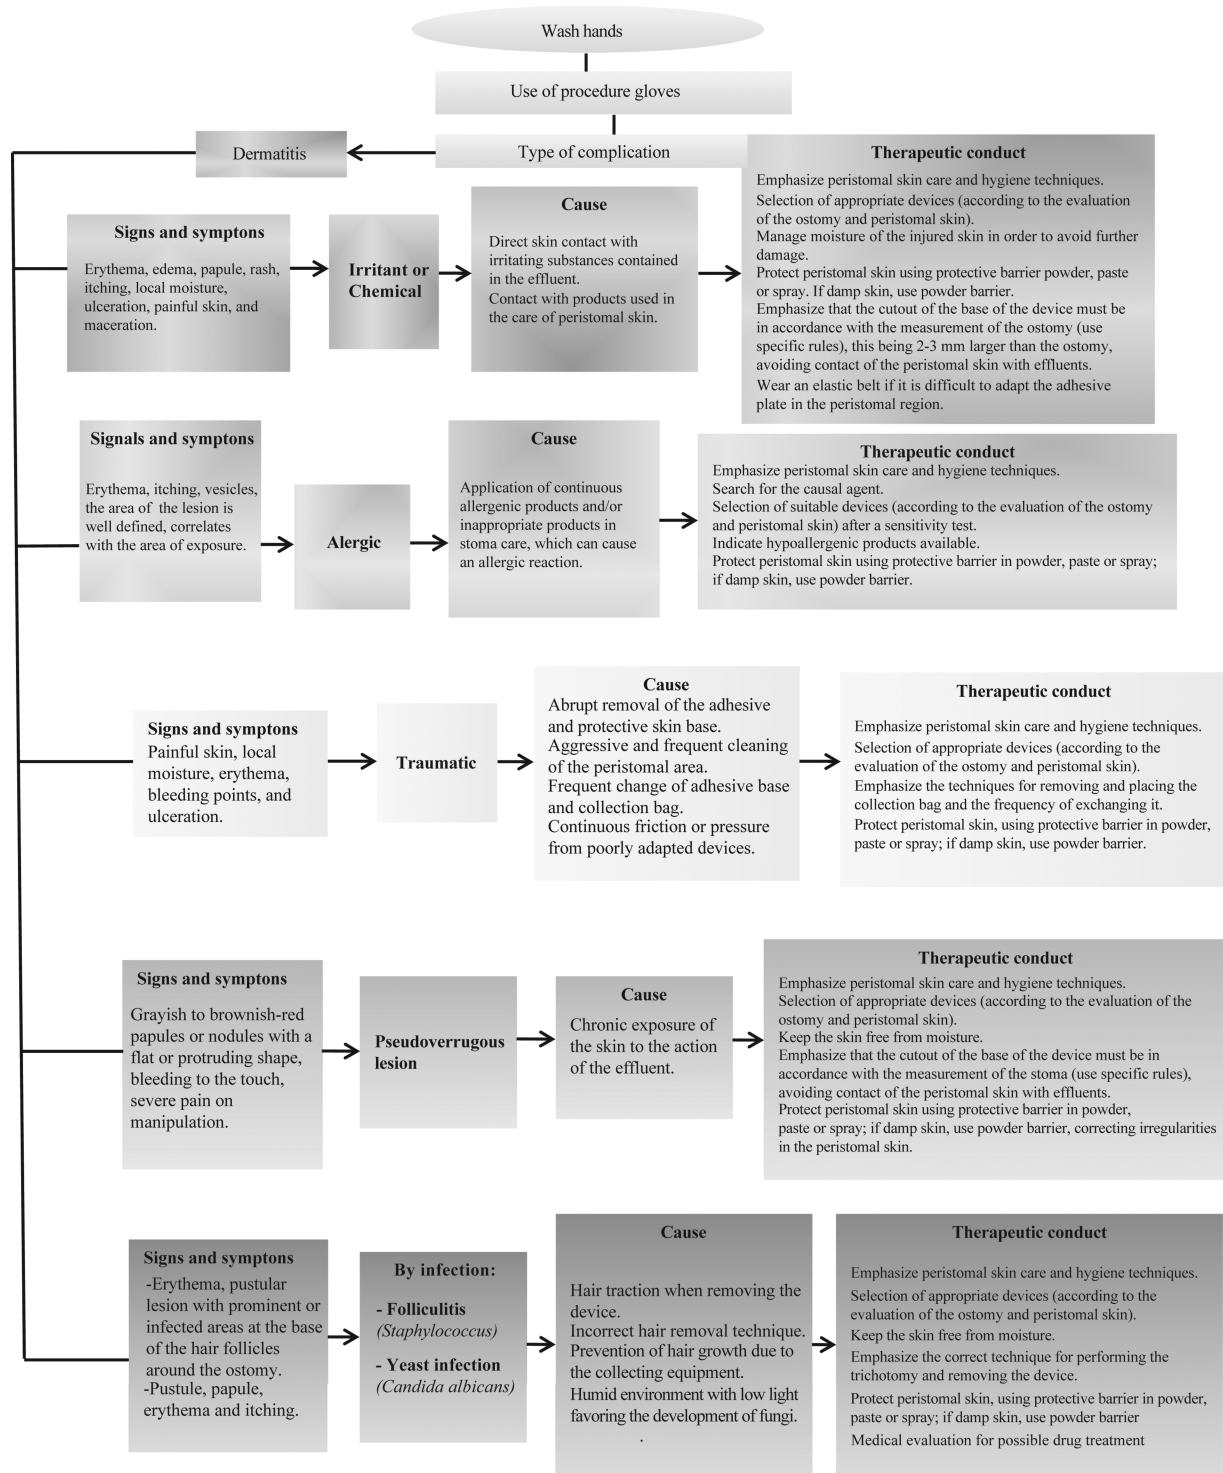 Wash hands
Use of procedure gloves
Type of complication
Dermatitis
Signs and symptons
Erythema, edema, papule, rash,
itching, local moisture,
ulceration, painful skin, and
maceration.
Irritant or
Chemical
Cause
Direct skin contact with
irritating substances contained
in the effluent.
Contact with products used in
the care of peristomal skin.
Therapeutic conduct
Emphasize peristomal skin care and hygiene techniques.
Selection of appropriate devices (according to the evaluation
of the ostomy and peristomal skin).
Manage moisture of the injured skin in order to avoid further
damage.
Protect peristomal skin using protective barrier powder, paste
or spray. If damp skin, use powder barrier.
Emphasize that the cutout of the base of the device must be
in accordance with the measurement of the ostomy (use
specific rules), this being 2-3 mm larger than the ostomy,
avoiding contact of the peristomal skin with effluents.
Wear an elastic belt if it is difficult to adapt the adhesive
plate in the peristomal region.
Signals and symptoms
Erythema, itching, vesicles,
the area of the lesion is
well defined, correlates
with the area of exposure.
Alergic
Cause
Application of continuous
allergenic products and/or
inappropriate products in
stoma care, which can cause
an allergic reaction.
Therapeutic conduct
Emphasize peristomal skin care and hygiene techniques.
Search for the causal agent.
Selection of suitable devices (according to the evaluation of the ostomy
and peristomal skin) after a sensitivity test.
Indicate hypoallergenic products available.
Protect peristomal skin using protective barrier in powder, paste or spray;
if damp skin, use powder barrier.
Signs and symptoms
Painful skin, local
moisture, erythema,
bleeding points, and
ulceration.
Traumatic
Cause
Abrupt removal of the adhesive
and protective skin base.
Aggressive and frequent cleaning
of the peristomal area.
Frequent change of adhesive base
and collection bag.
Continuous friction or pressure
from poorly adapted devices.
Therapeutic conduct
Emphasize peristomal skin care and hygiene techniques.
Selection of appropriate devices (according to the
evaluation of the ostomy and peristomal skin).
Emphasize the techniques for removing and placing the
collection bag and the frequency of exchanging it.
Protect peristomal skin, using protective barrier in powder,
paste or spray; if damp skin, use powder barrier.
Signs and symptons
Grayish to brownish-red
papules or nodules with a
flat or protruding shape,
bleeding to the touch,
severe pain on
manipulation.
Pseudoverrugous
lesion
Cause
Chronic exposure of
the skin to the action
of the effluent.
Therapeutic conduct
Emphasize peristomal skin care and hygiene techniques.
Selection of appropriate devices (according to the evaluation of the
ostomy and peristomal skin).
Keep the skin free from moisture.
Emphasize that the cutout of the base of the device must be in
accordance with the measurement of the stoma (use specific rules),
avoiding contact of the peristomal skin with effluents.
Protect peristomal skin using protective barrier in powder,
paste or spray; if damp skin, use powder barrier, correcting irregularities
in the peristomal skin.
Signs and symptoms
-Erythema, pustular
lesion with prominent or
infected areas at the base
of the hair follicles
around the ostomy.
-Pustule, papule,
erythema and itching.
By infection:
- Folliculitis
(Staphylococcus)
- Yeast infection
(Candida albicans)
Cause
Hair traction when removing the
device.
Incorrect hair removal technique.
Prevention of hair growth due to
the collecting equipment.
Humid environment with low light
favoring the development of fungi.
.
Therapeutic conduct
Emphasize peristomal skin care and hygiene techniques.
Selection of appropriate devices (according to the
evaluation of the ostomy and peristomal skin).
Keep the skin free from moisture.
Emphasize the correct technique for performing the
trichotomy and removing the device.
Protect peristomal skin, using protective barrier in powder,
paste or spray; if damp skin, use powder barrier
Medical evaluation for possible drug treatment